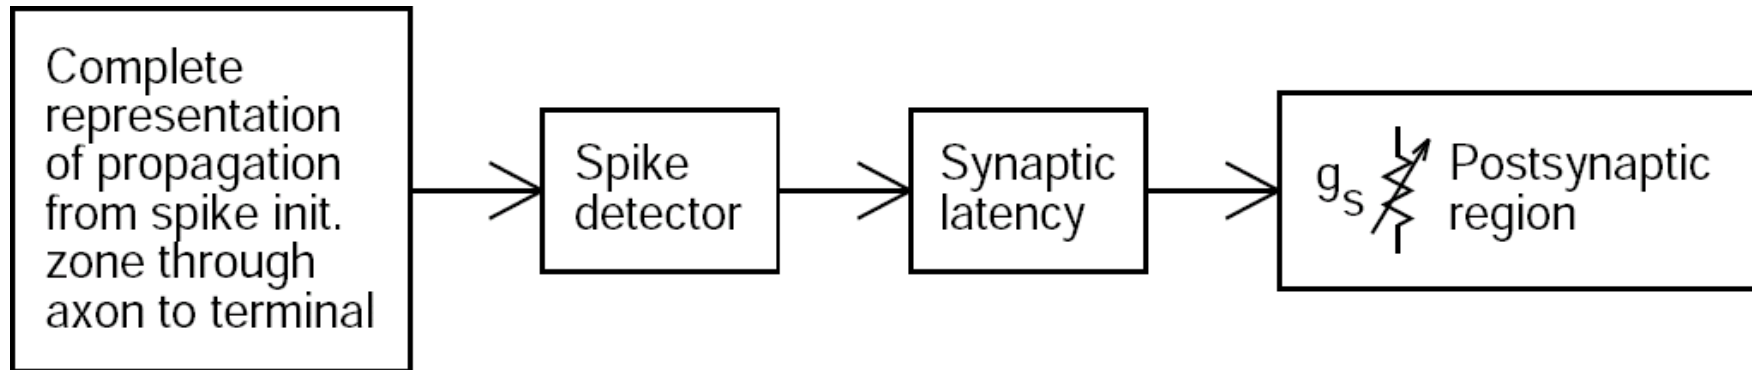 Complete
representation
of propagation
from spike init.
zone through
axon to terminal
Spike
detector
Synaptic
latency
gs
Postsynaptic
region